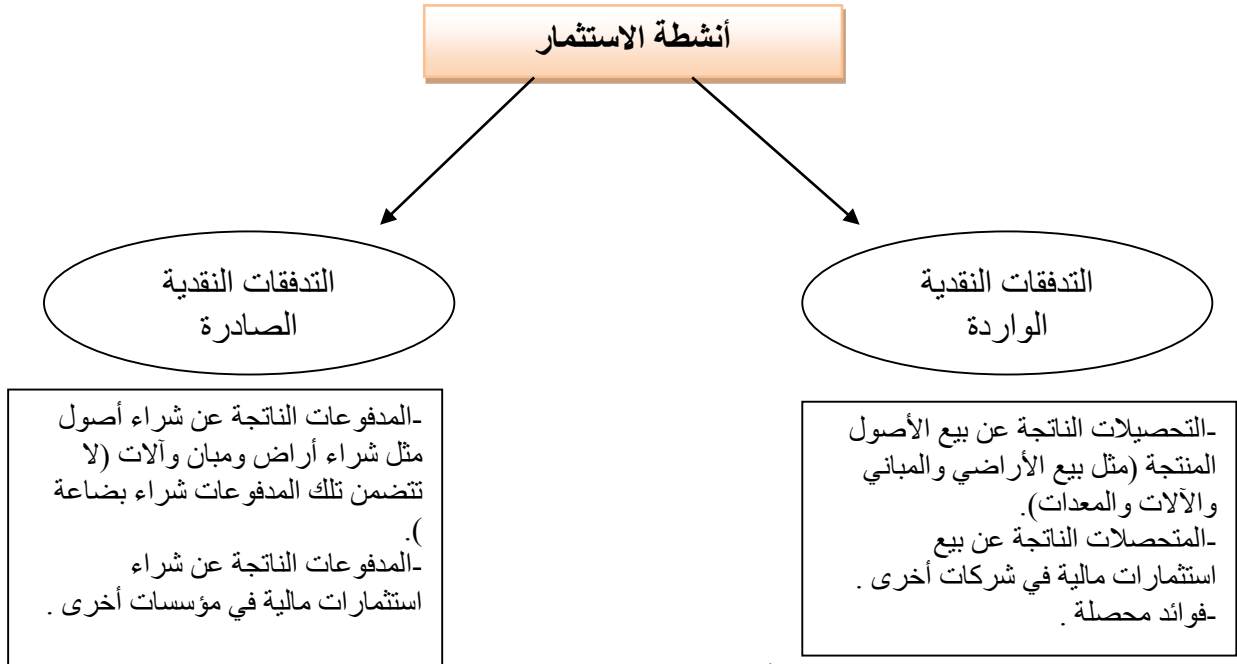 أنشطة الاستثمار
التدفقات النقدية
الواردة
التدفقات النقدية
الصادرة
-التحصيلات الناتجة عن بيع الأصول
المنتجة (مثل بيع الأراضي والمباني
والآلات والمعدات).
-المتحصلات الناتجة عن بيع
استثمارات مالية في شركات أخرى .
-فوائد محصلة .
-المدفوعات الناتجة عن شراء أصول
مثل شراء أراض ومبان وآلات (لا
تتضمن تلك المدفوعات شراء بضاعة
).
-المدفوعات الناتجة عن شراء
استثمارات مالية في مؤسسات أخرى .